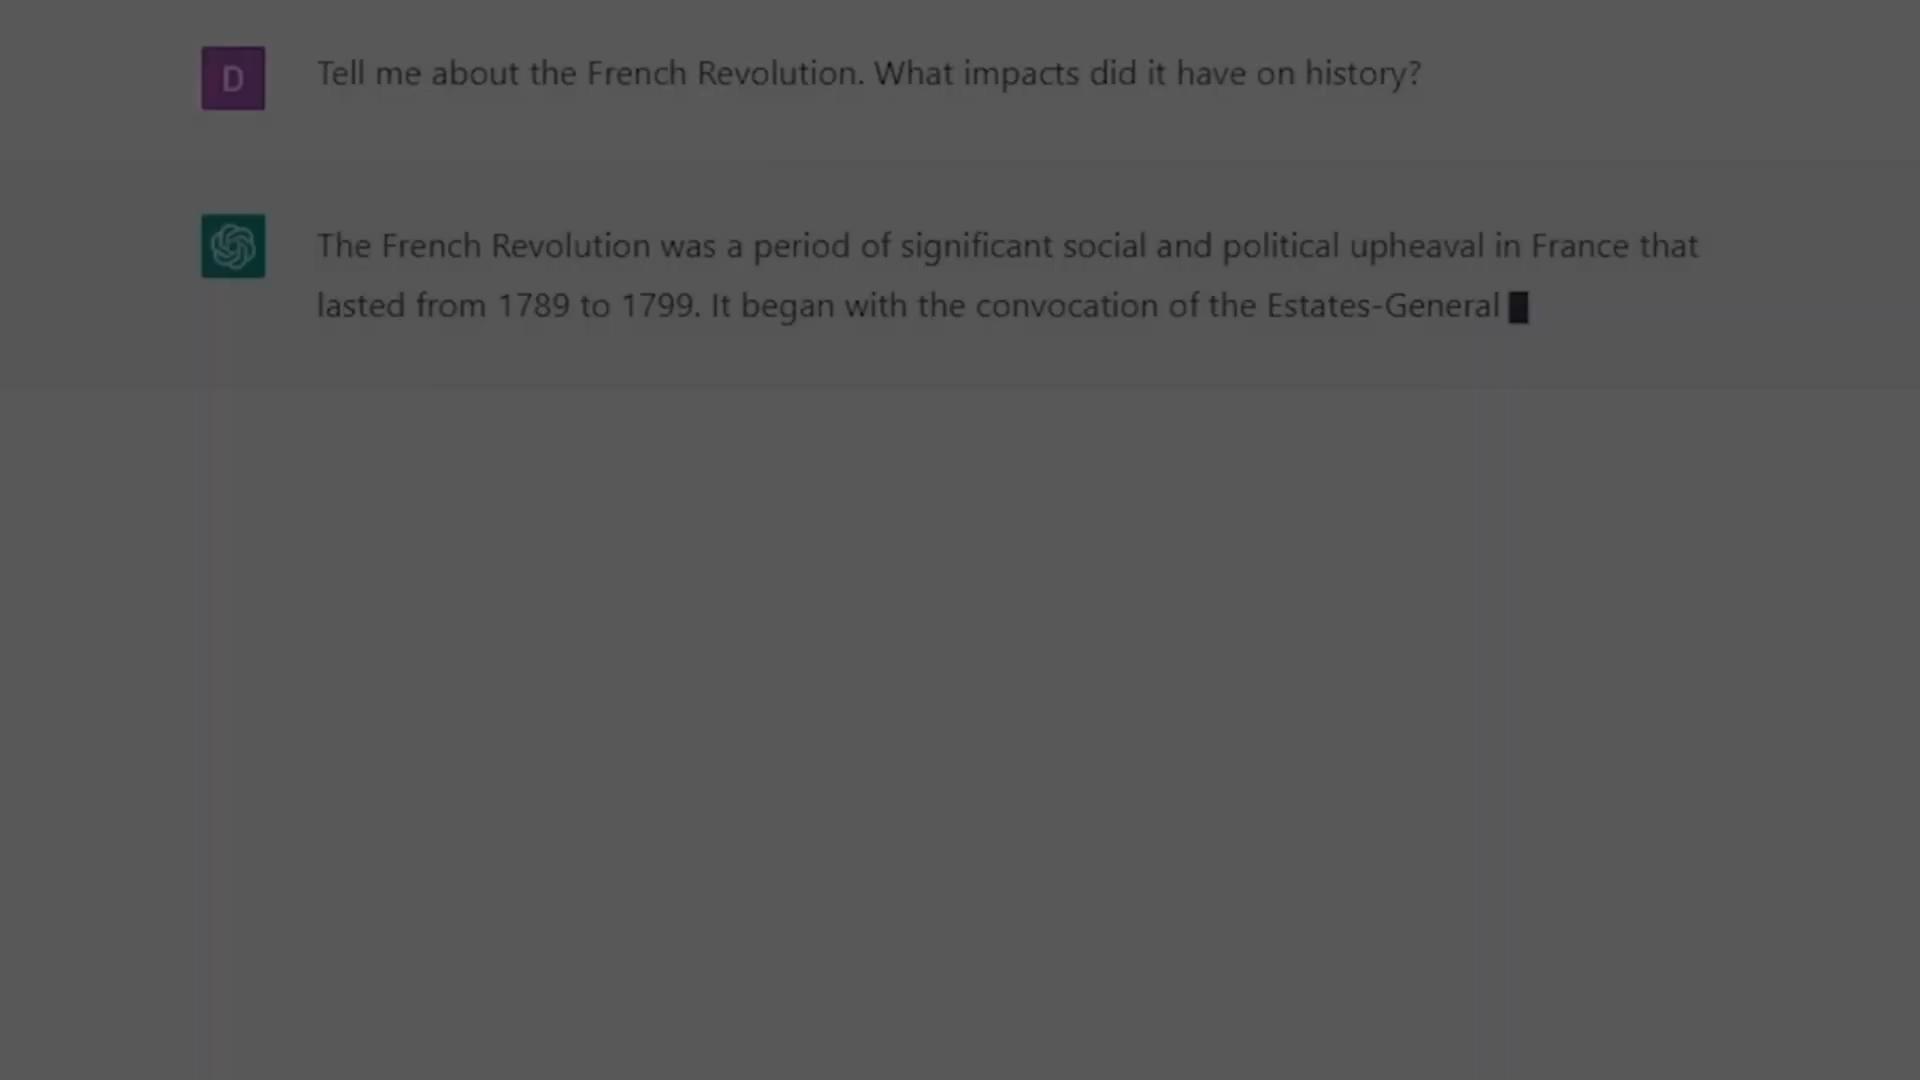 D
Tell me about the French Revolution. What impacts did it have on history?
The French Revolution was a period of significant social and political upheaval in France that
lasted from 1789 to 1799. It began with the convocation of the Estates-General